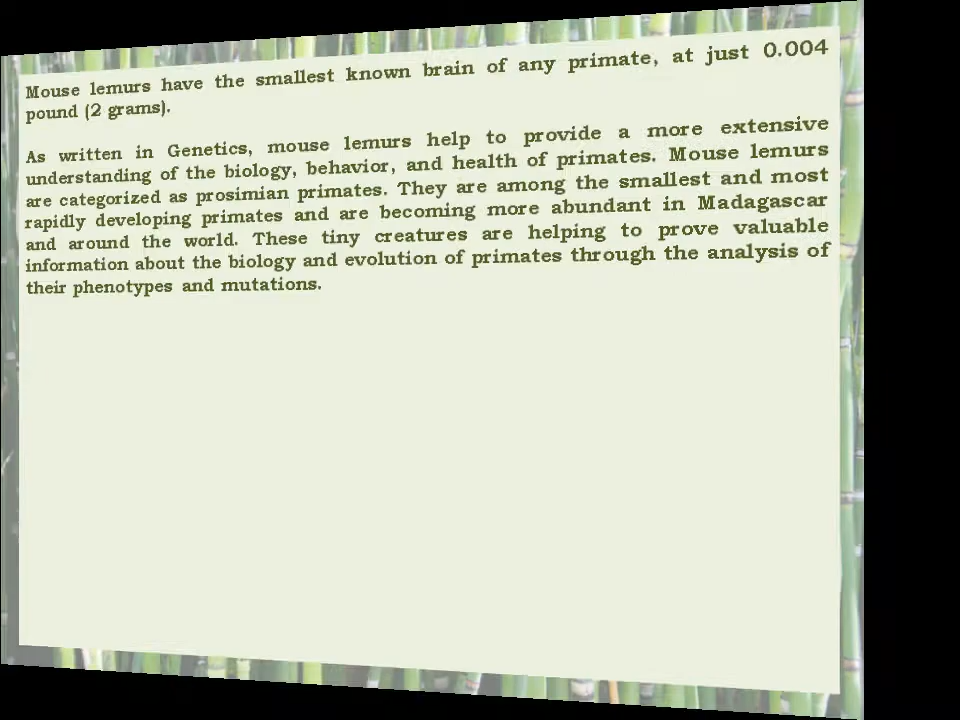 Mouse lemurs have the smallest known brain of any primate, at just 0.004
pound (2 grams).
As written in Genetics, mouse lemurs help to provide a more extensive
understanding of the biology, behavior, and health of primates. Mouse lemurs
are categorized as prosimian primates. They are among the smallest and most
rapidly developing primates and are becoming more abundant in Madagascar
and around the world. These tiny creatures are helping to prove valuable
information about the biology and evolution of primates through the analysis of
their phenotypes and mutations.